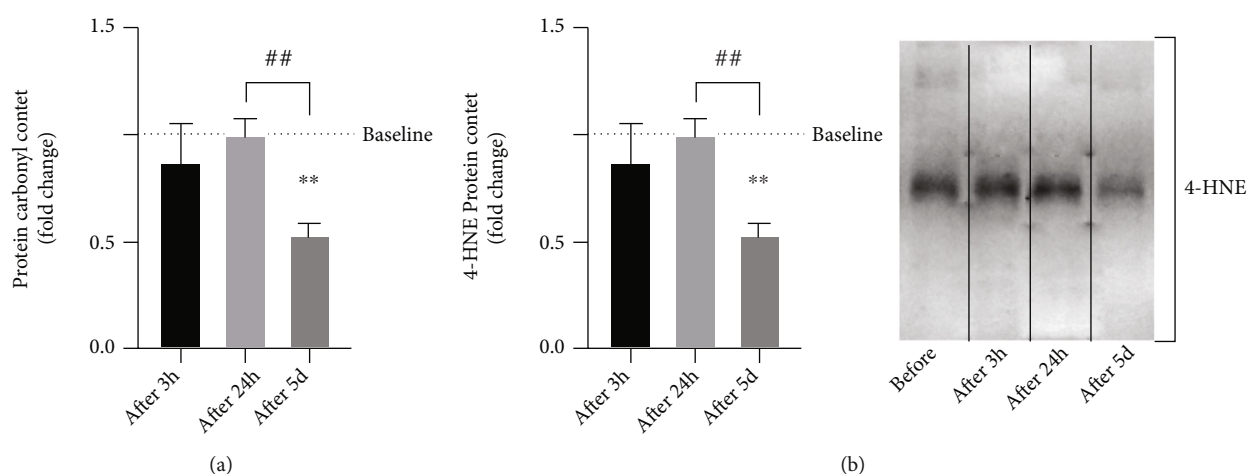 Protein carbonyl contet
(fold change)
1.5
1
0.5
0.0
##
Baseline
**
After 3h
After 24h
After 5d
(a)
4-HNE Protein contet
(fold change)
1.5
1
0.5
0.0
##
Baseline
**
After 3h
After 24h
After 5d
4-HNE
Before
After 3h
After 24h
After 5d
(b)